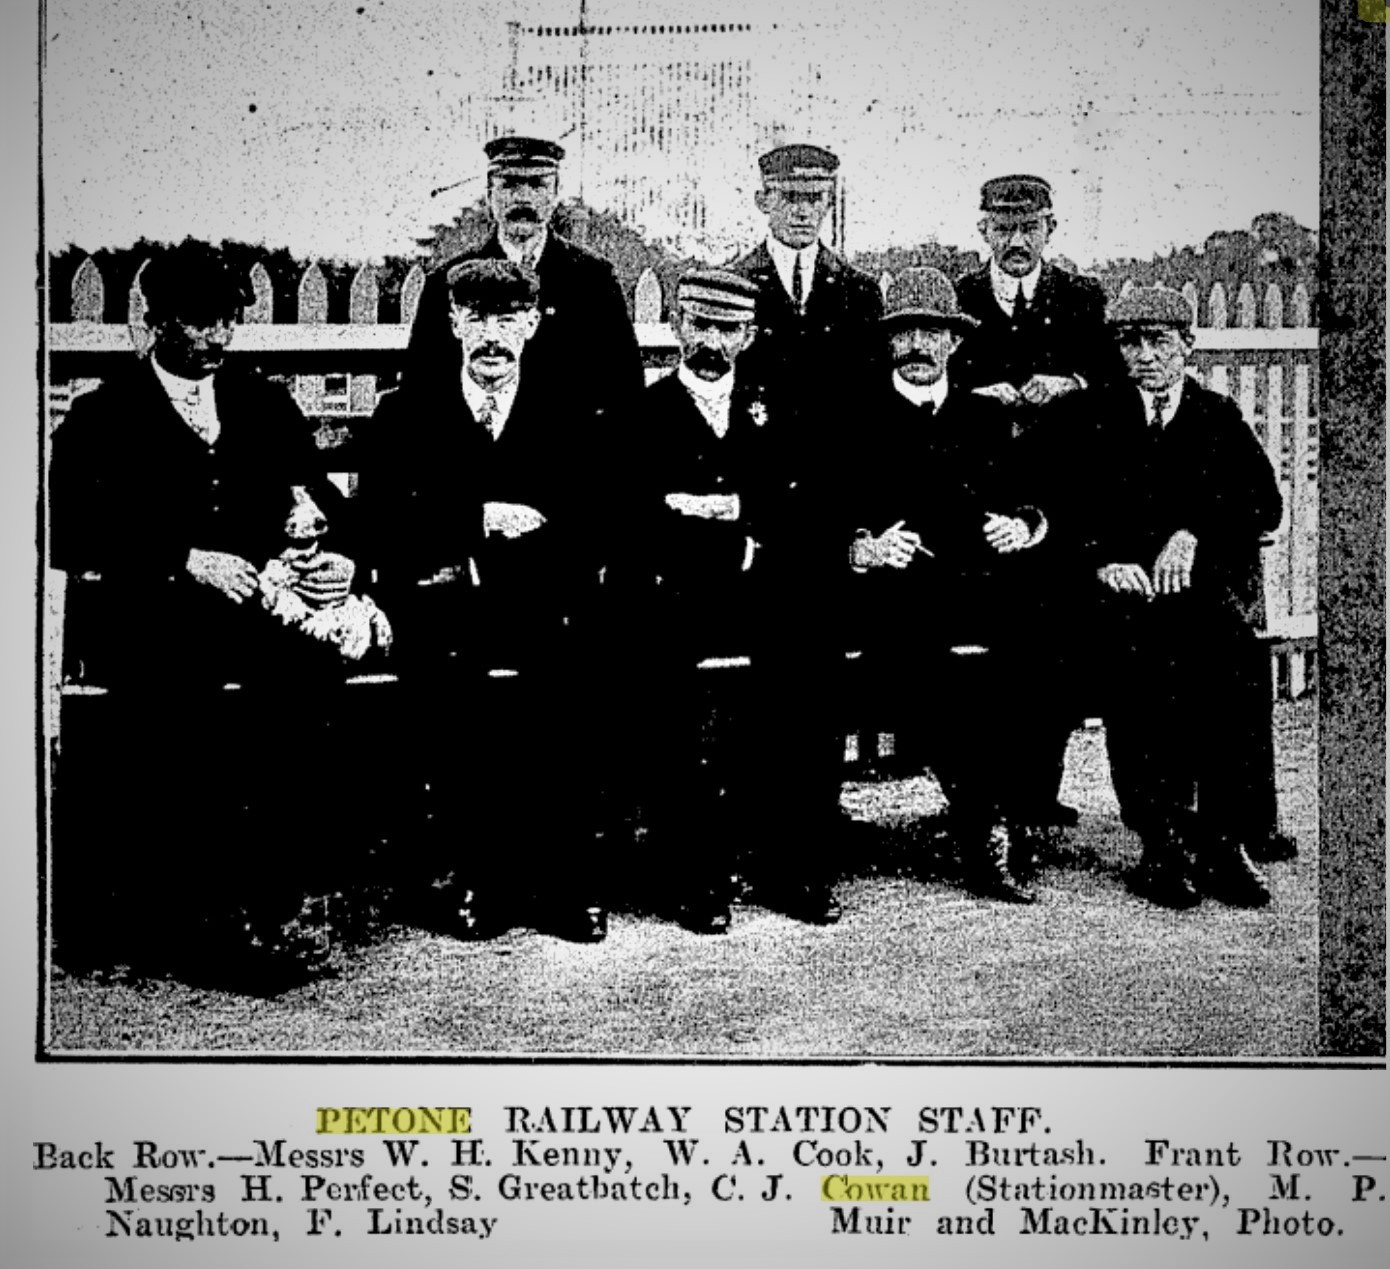 PETONE RAILWAY STATION STAFF.
Back Row.—Messrs W. H. Kenny, W. A. Cook, J. Burtash. Frant Row.—
Messrs H. Perfect, S. Greatbatch, C. J. Cowan (Stationmaster), M. P.
Naughton, F. Lindsay Muir and MacKinley, Photo.